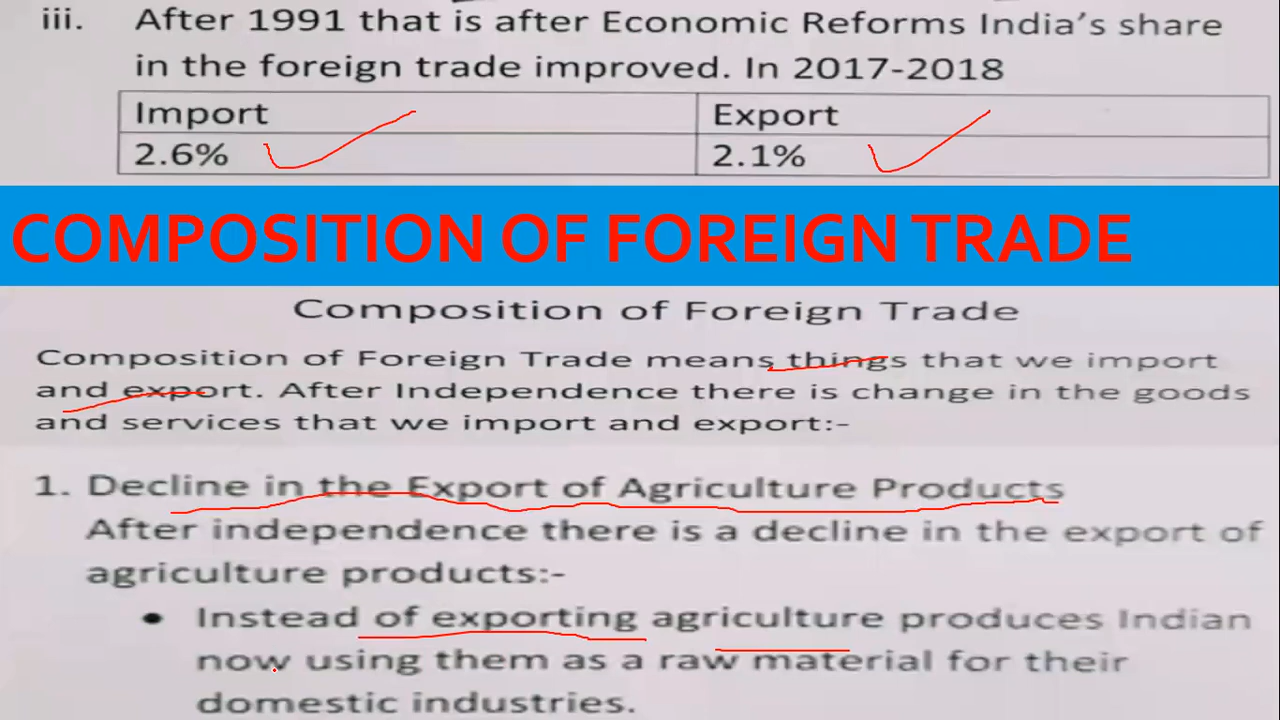 iii. After 1991 that is after Economic Reforms India's share
in the foreign trade improved. In 2017-2018
Import Export
2.6% 2.1%
COMPOSITION OF FOREIGN TRADE
Composition of Foreign Trade
Composition of Foreign Trade means things that we import
and export. After Independence there is change in the goods
and services that we import and export:-
1. Decline in the Export of Agriculture Products
After independence there is a decline in the export of
agriculture products:-
• Instead of exporting agriculture produces Indian
now using them as a raw material for their
domestic industries.